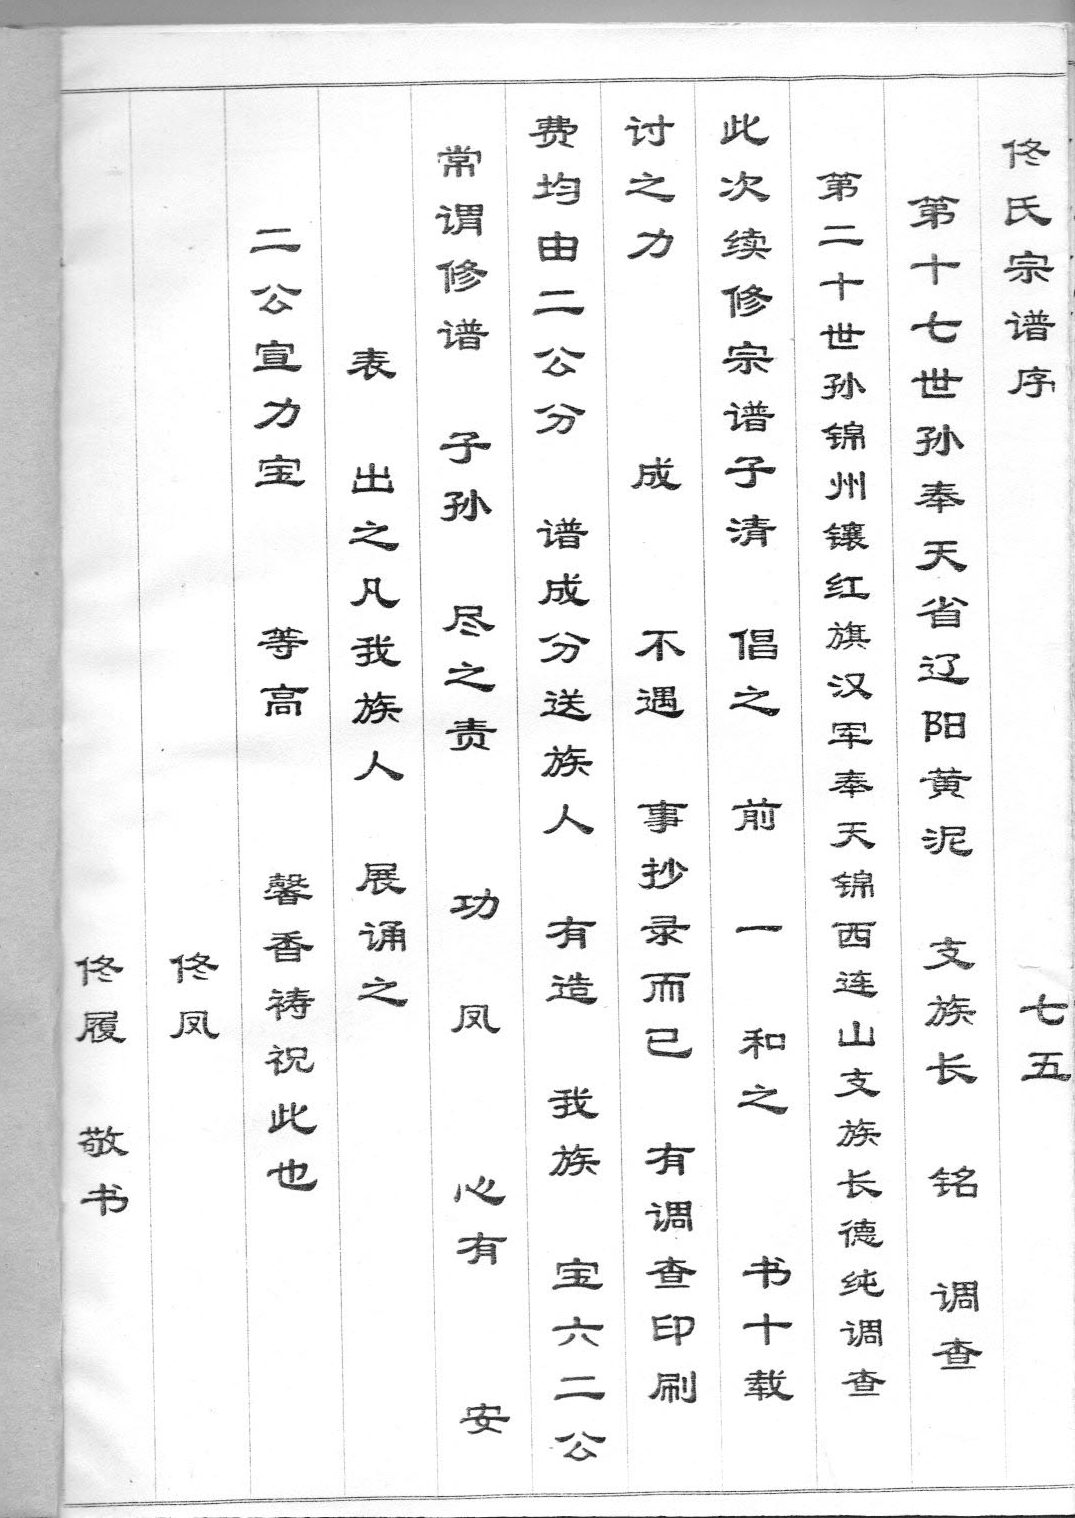 佟氏宗谱序 七五
第十七世孙奉天省辽阳黄泥 支族长 铭 调查
第二十世孙锦州镶红旗汉军奉天锦西连山支族长德纯调查
此次续修宗谱子清 倡之 前 一 和之 书十载
讨之力 成 不遇 事抄录而已 有调查印刷
费均由二公分 谱成分送族人 有造 我族 宝六二公
常谓修谱 子孙 尽之责 功 凤 心有 安
表 出之凡我族人 展诵之
二公宣力宝 等高 馨香祷祝此也
佟凤
佟履 敬书